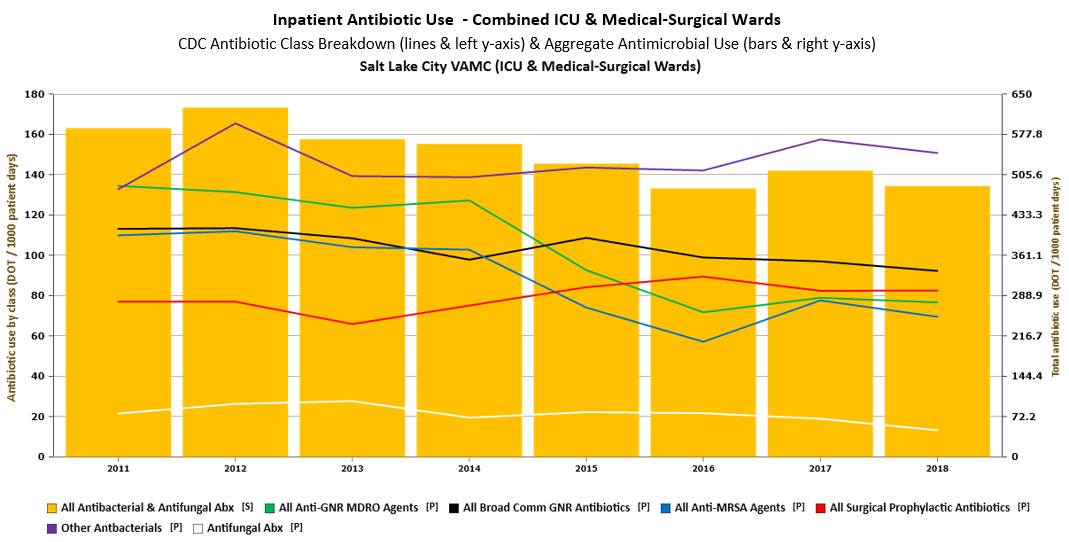 Inpatient Antibiotic Use - Combined ICU & Medical-Surgical Wards
CDC Antibiotic Class Breakdown (lines & left y-axis) & Aggregate Antimicrobial Use (bars & right y-axis)
Salt Lake City VAMC (ICU & Medical-Surgical Wards)
Antibiotic use by class (DOT / 1000 patient days)
180
160
140
120
100
80
60
40
20
0
650
577.8
505.6
433.3
361.1
288.9
216.7
144.4
72.2
0
Total antibiotic use (DOT / 1000 patient days)
2011 2012 2013 2014 2015 2016 2017 2018
All Antibacterial & Antifungal Abx [S] All Anti-GNR MDRO Agents [P] All Broad Comm GNR Antibiotics [P] All Anti-MRSA Agents [P] All Surgical Prophylactic Antibiotics [P]
Other Antbacterials [P] Antifungal Abx [P]